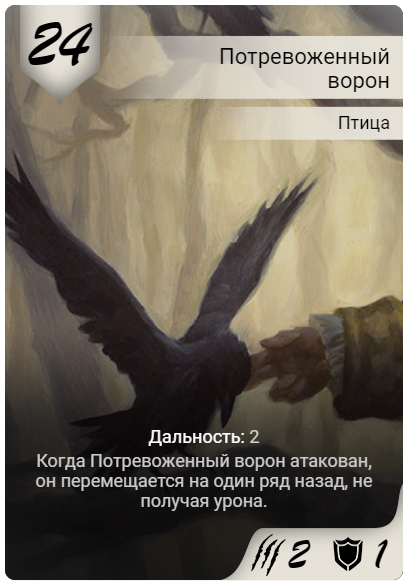 24
Потревоженный
ворон
Птица
Дальность: 2
Когда Потревоженный ворон атакован,
он перемещается на один ряд назад, не
получая урона.
2 1